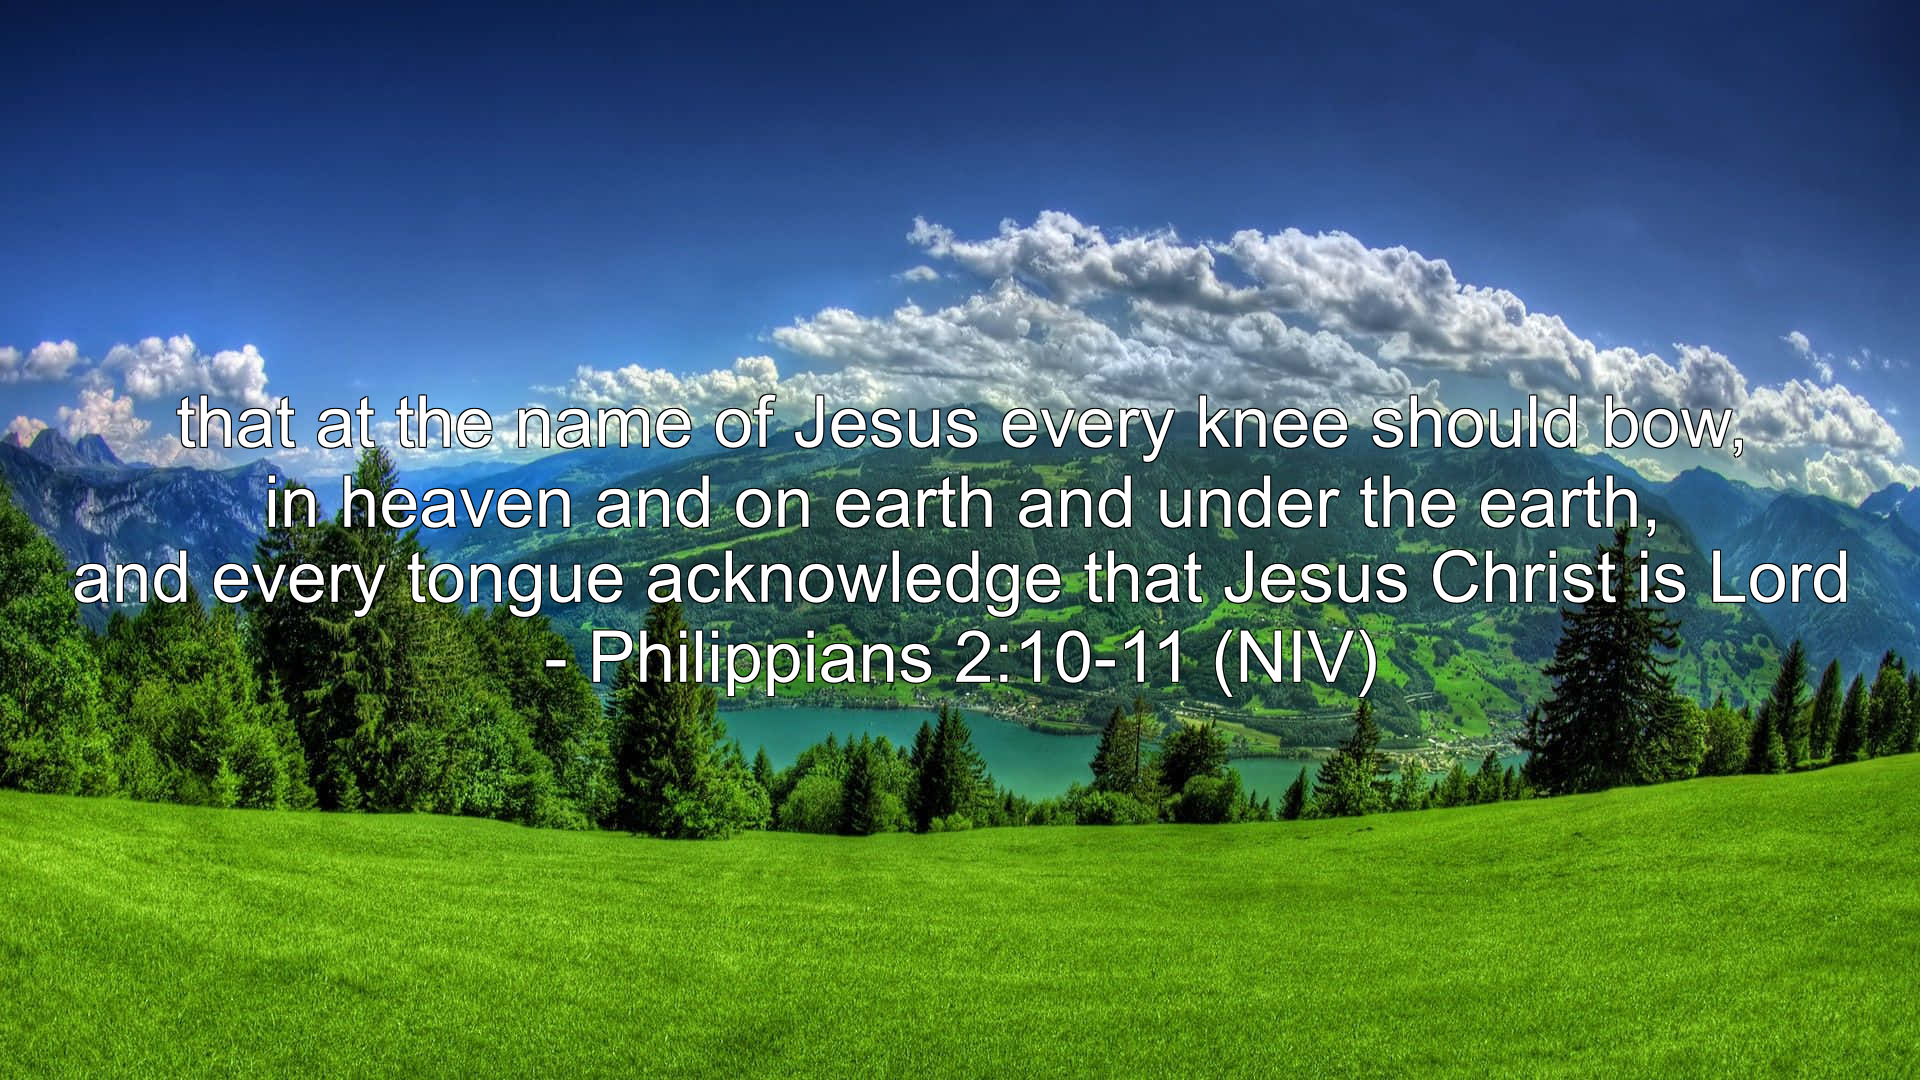 that at the name of Jesus every knee should bow,
in heaven and on earth and under the earth,
and every tongue acknowledge that Jesus Christ is Lord
- Philippians 2:10-11 (NIV)